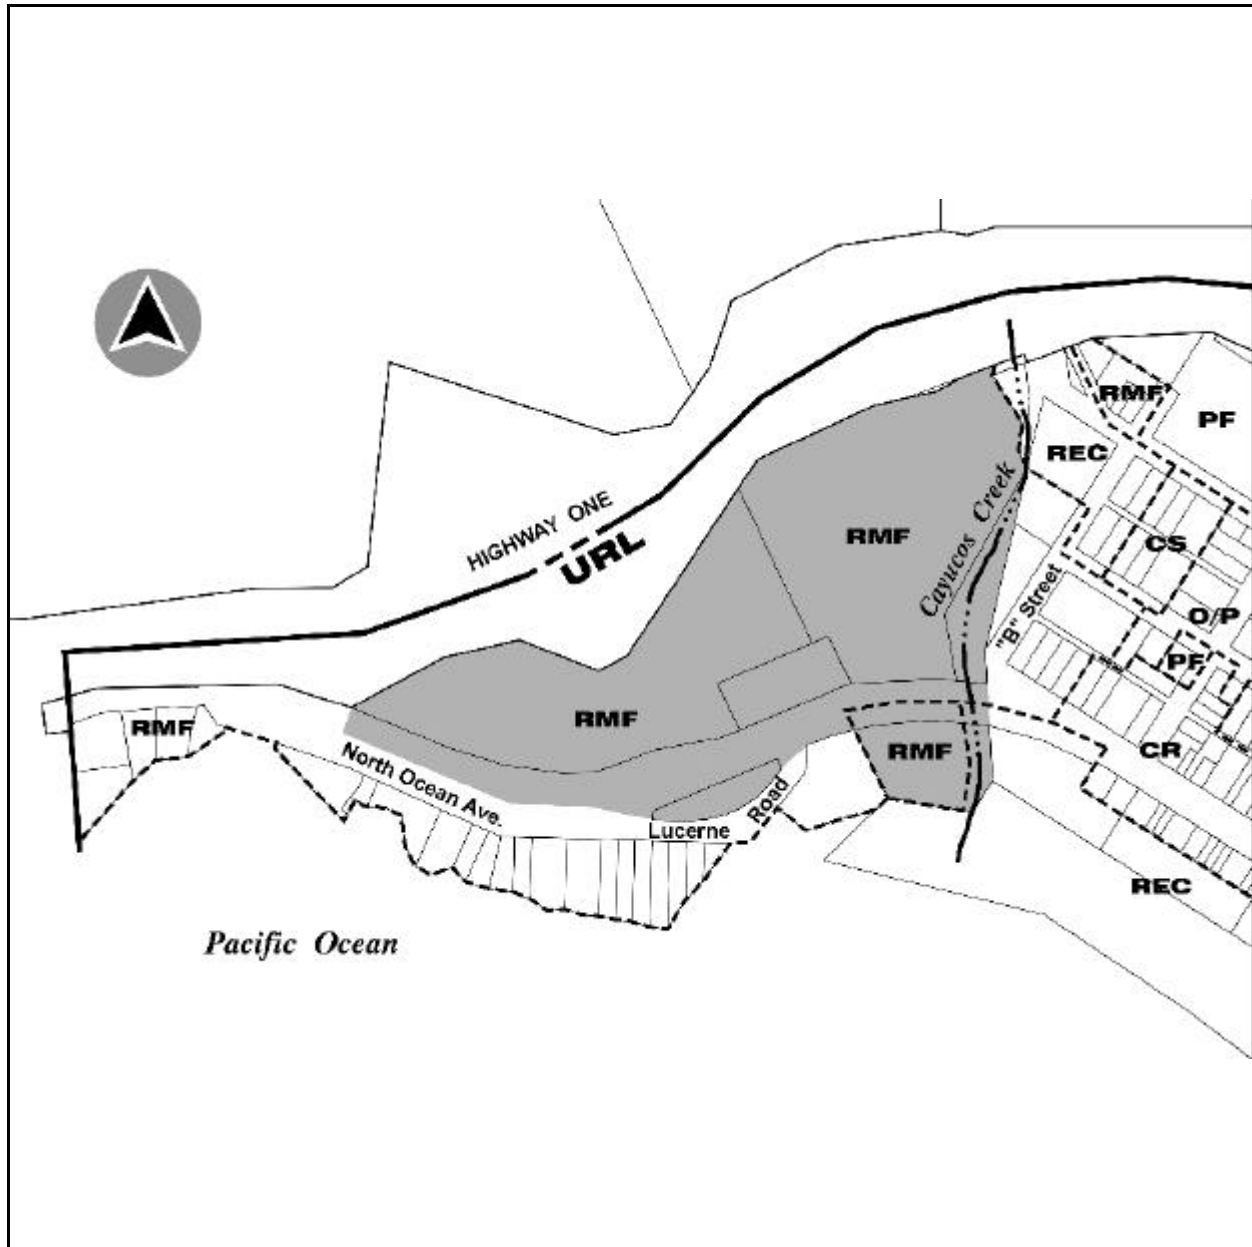 RMF
PF
REC
HIGHWAY ONE
URL
RMF
Cayucos Creek
CS
"B" Street
O/P
PF
RMF
RMF
RMF
CR
North Ocean Ave.
Lucerne Road
REC
Pacific Ocean